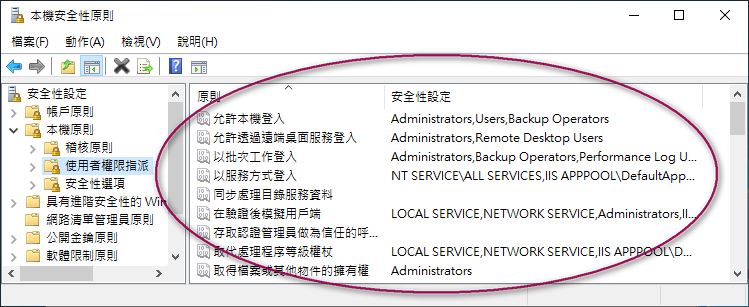 本機安全性原則
檔案(F) 動作(A) 檢視(V) 說明(H)
安全性設定
帳戶原則
本機原則
稽核原則
使用者權限指派
安全性選項
具有進階安全性的 Win
網路清單管理員原則
公開金鑰原則
軟體限制原則
原則 安全性設定
允許本機登入 Administrators,Users,Backup Operators
允許透過遠端桌面服務登入 Administrators,Remote Desktop Users
以批次工作登入 Administrators,Backup Operators,Performance Log U...
以服務方式登入 NT SERVICE\ALL SERVICES,IIS APPPOOL\DefaultApp...
同步處理目錄服務資料
在驗證後模擬用戶端 LOCAL SERVICE,NETWORK SERVICE,Administrators,II...
存取認證管理員做為信任的呼...
取代處理程序等級權杖 LOCAL SERVICE,NETWORK SERVICE,IIS APPPOOL\D...
取得檔案或其他物件的擁有權 Administrators